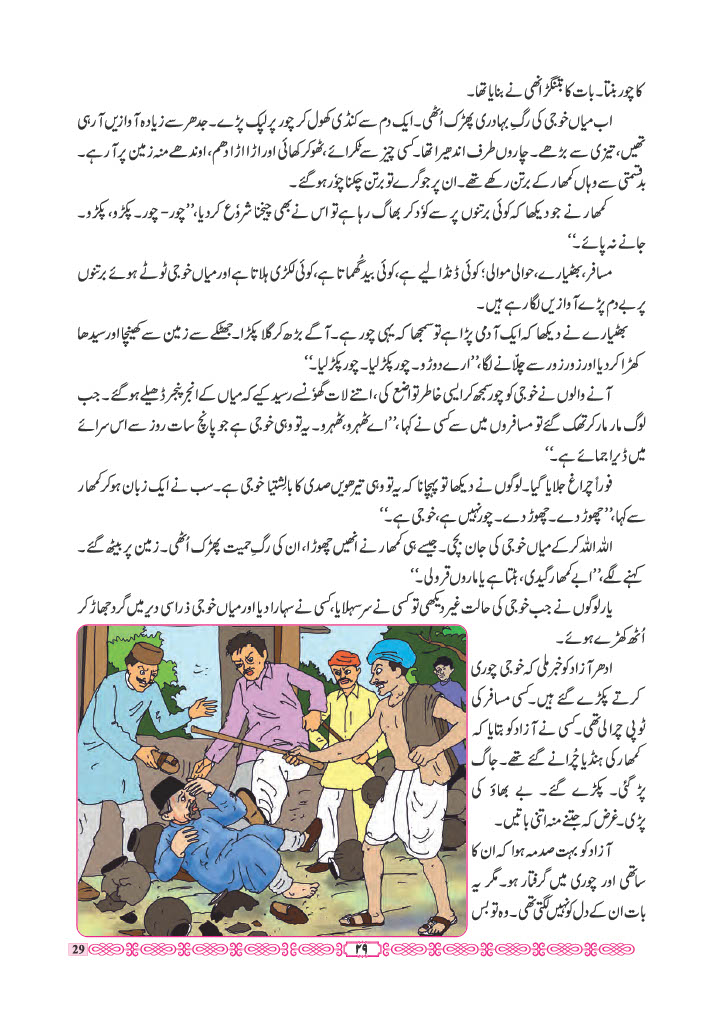 کا چور بنتا۔ بات کا بتنگڑ انھی نے بنایا تھا۔
اب میاں خوجی کی رگِ بہادری پھڑک اُٹھی۔ ایک دم سے کنڈی کھول کر چور پر لپک پڑے۔ جدھر سے زیادہ آوازیں آ رہی
تھیں، تیزی سے بڑھے۔ چاروں طرف اندھیرا تھا۔ کسی چیز سے ٹکرائے، ٹھوکر کھائی اور اڑا اڑا دھم، اوندھے منہ زمین پر آ رہے۔
بدقسمتی سے وہاں کمھار کے برتن رکھے تھے۔ ان پر جو گرے تو برتن چکنا چوٗر ہو گئے۔
کمھار نے جو دیکھا کہ کوئی برتنوں پر سے کوٗد کر بھاگ رہا ہے تو اس نے بھی چیخنا شروٗع کر دیا، ’’چور – چور۔ پکڑو، پکڑو۔
جانے نہ پائے۔‘‘
مسافر، بھٹیارے، حوالی موالی؛ کوئی ڈنڈا لیے ہے، کوئی بید گھُماتا ہے، کوئی لکڑی ہلاتا ہے اور میاں خوجی ٹوٹے ہوئے برتنوں
پر بے دم پڑے آوازیں لگا رہے ہیں۔
بھٹیارے نے دیکھا کہ ایک آدمی پڑا ہے تو سمجھا کہ یہی چور ہے۔ آگے بڑھ کر گلا پکڑا۔ جھٹکے سے زمین سے کھینچا اور سیدھا
کھڑا کر دیا اور زور زور سے چلّانے لگا، ’’ارے دوڑو۔ چور پکڑ لیا۔ چور پکڑ لیا۔‘‘
آنے والوں نے خوجی کو چور سمجھ کر ایسی خاطر تواضع کی، اتنے لات گھوٗنسے رسید کیے کہ میاں کے انجر پنجر ڈھیلے ہو گئے۔ جب
لوگ مار مار کر تھک گئے تو مسافروں میں سے کسی نے کہا، ’’اے ٹھہرو، ٹھہرو۔ یہ تو وہی خوجی ہے جو پانچ سات روز سے اس سرائے
میں ڈیرا جمائے ہے۔‘‘
فوراً چراغ جلایا گیا۔ لوگوں نے دیکھا تو پہچانا کہ یہ تو وہی تیرھویں صدی کا بالِشتیا خوجی ہے۔ سب نے ایک زبان ہو کر کمھار
سے کہا، ’’چھوڑ دے۔ چھوڑ دے۔ چور نہیں ہے، خوجی ہے۔‘‘
اللہ اللہ کر کے میاں خوجی کی جان بچی۔ جیسے ہی کمھار نے انھیں چھوڑا، ان کی رگِ حمیت پھڑک اُٹھی۔ زمین پر بیٹھ گئے۔
کہنے لگے، ’’ابے کمھار گیدی، ہٹتا ہے یا ماروں قرولی۔‘‘
یار لوگوں نے جب خوجی کی حالت غیر دیکھی تو کسی نے سر سہلایا، کسی نے سہارا دیا اور میاں خوجی ذرا سی دیر میں گرد جھاڑ کر
اُٹھ کھڑے ہوئے۔
ادھر آزاد کو خبر ملی کہ خوجی چوری
کرتے پکڑے گئے ہیں۔ کسی مسافر کی
ٹوپی چرا لی تھی۔ کسی نے آزاد کو بتایا کہ
کمھار کی ہنڈیا چُرانے گئے تھے۔ جاگ
پڑ گئی۔ پکڑے گئے۔ بے بھاؤ کی
پڑی۔ غرض کہ جتنے منہ اتنی باتیں۔
آزاد کو بہت صدمہ ہوا کہ ان کا
ساتھی اور چوری میں گرفتار ہو۔ مگر یہ
بات ان کے دل کو نہیں لگتی تھی۔ وہ تو بس
29
۲۹